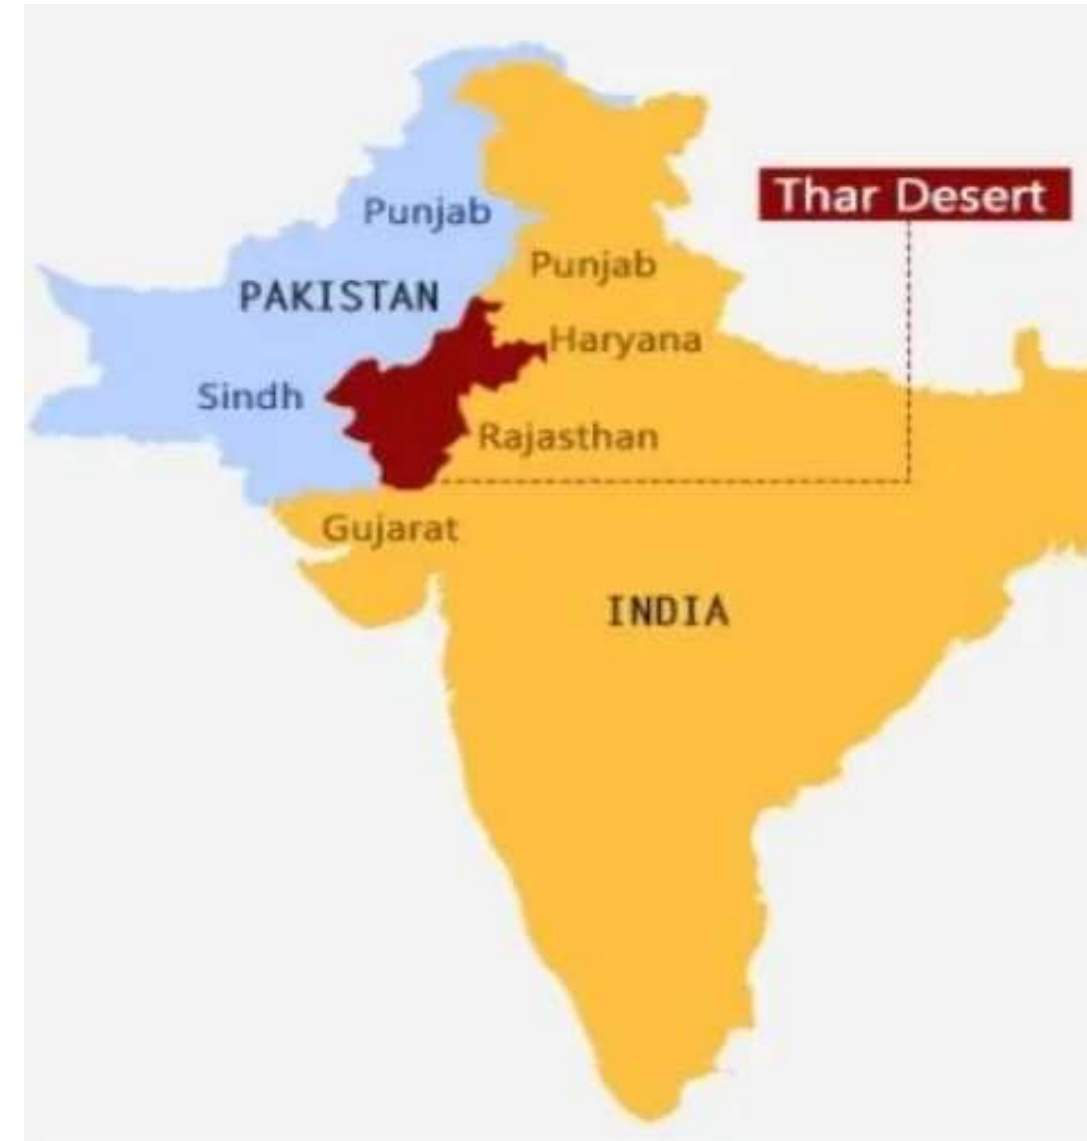 Thar Desert
Punjab
Punjab
PAKISTAN
Haryana
Sindh
Rajasthan
Gujarat
INDIA